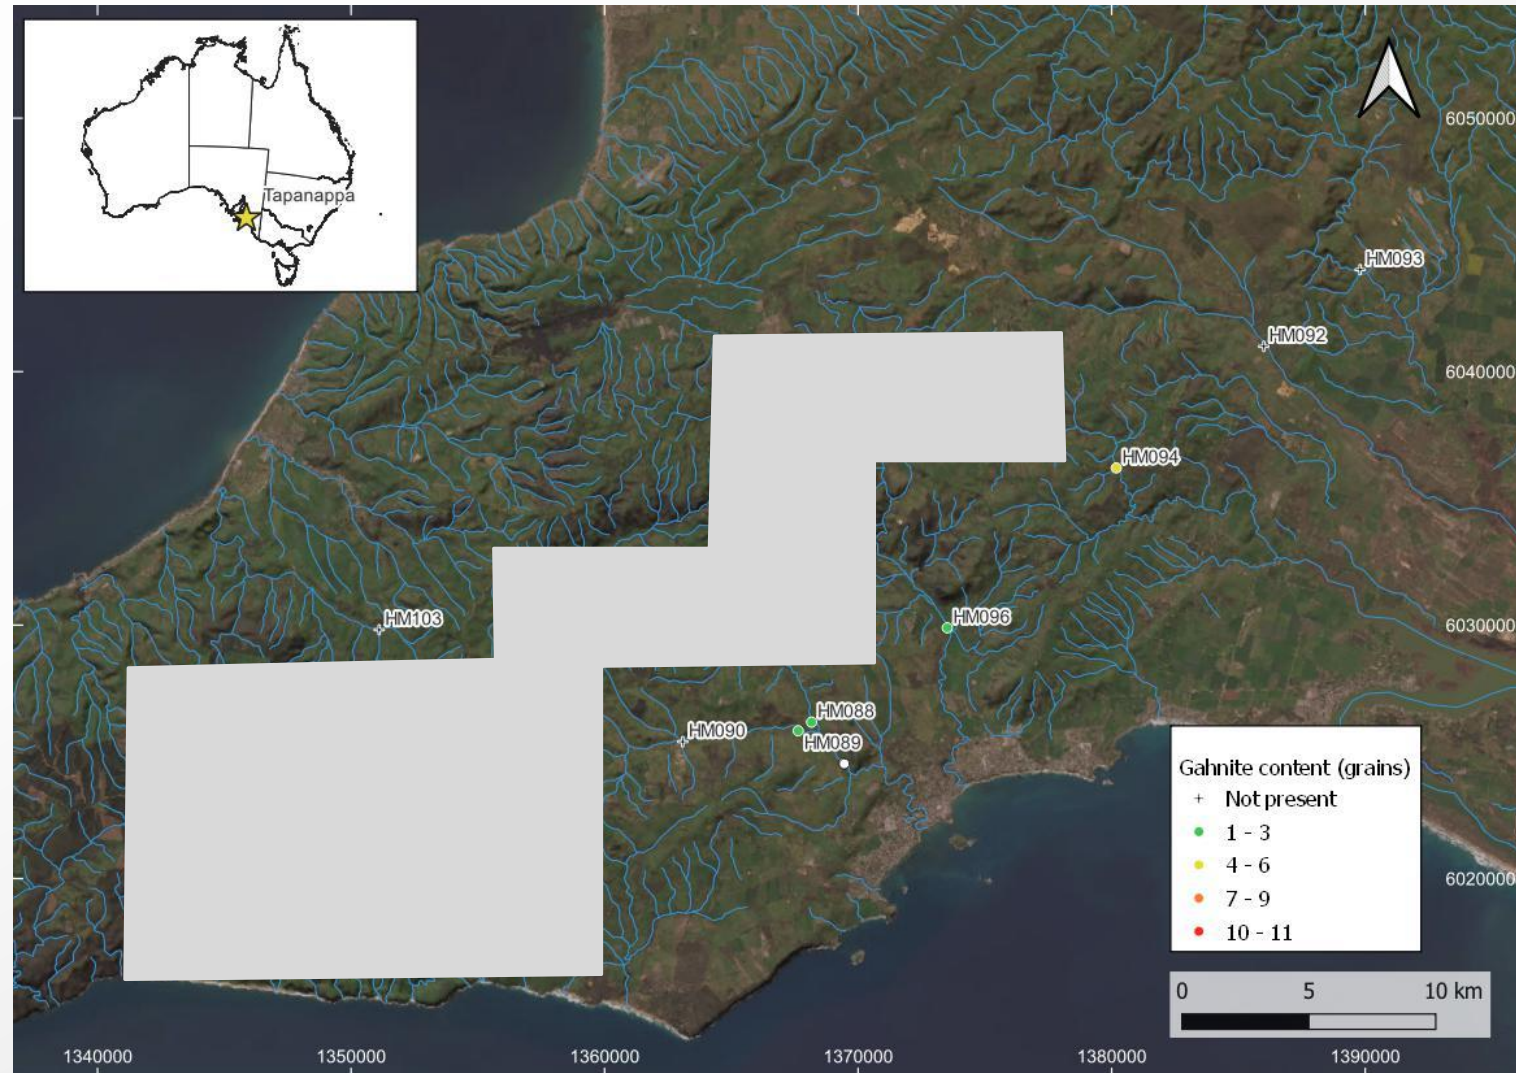 Tapanappa
6050000
HM093
HM092
6040000
HM094
HM103
HM096
6030000
HM088
HM090
HM089
Gahnite content (grains)
Not present
1 - 3
4 - 6
7 - 9
10 - 11
6020000
0 5 10 km
1340000 1350000 1360000 1370000 1380000 1390000